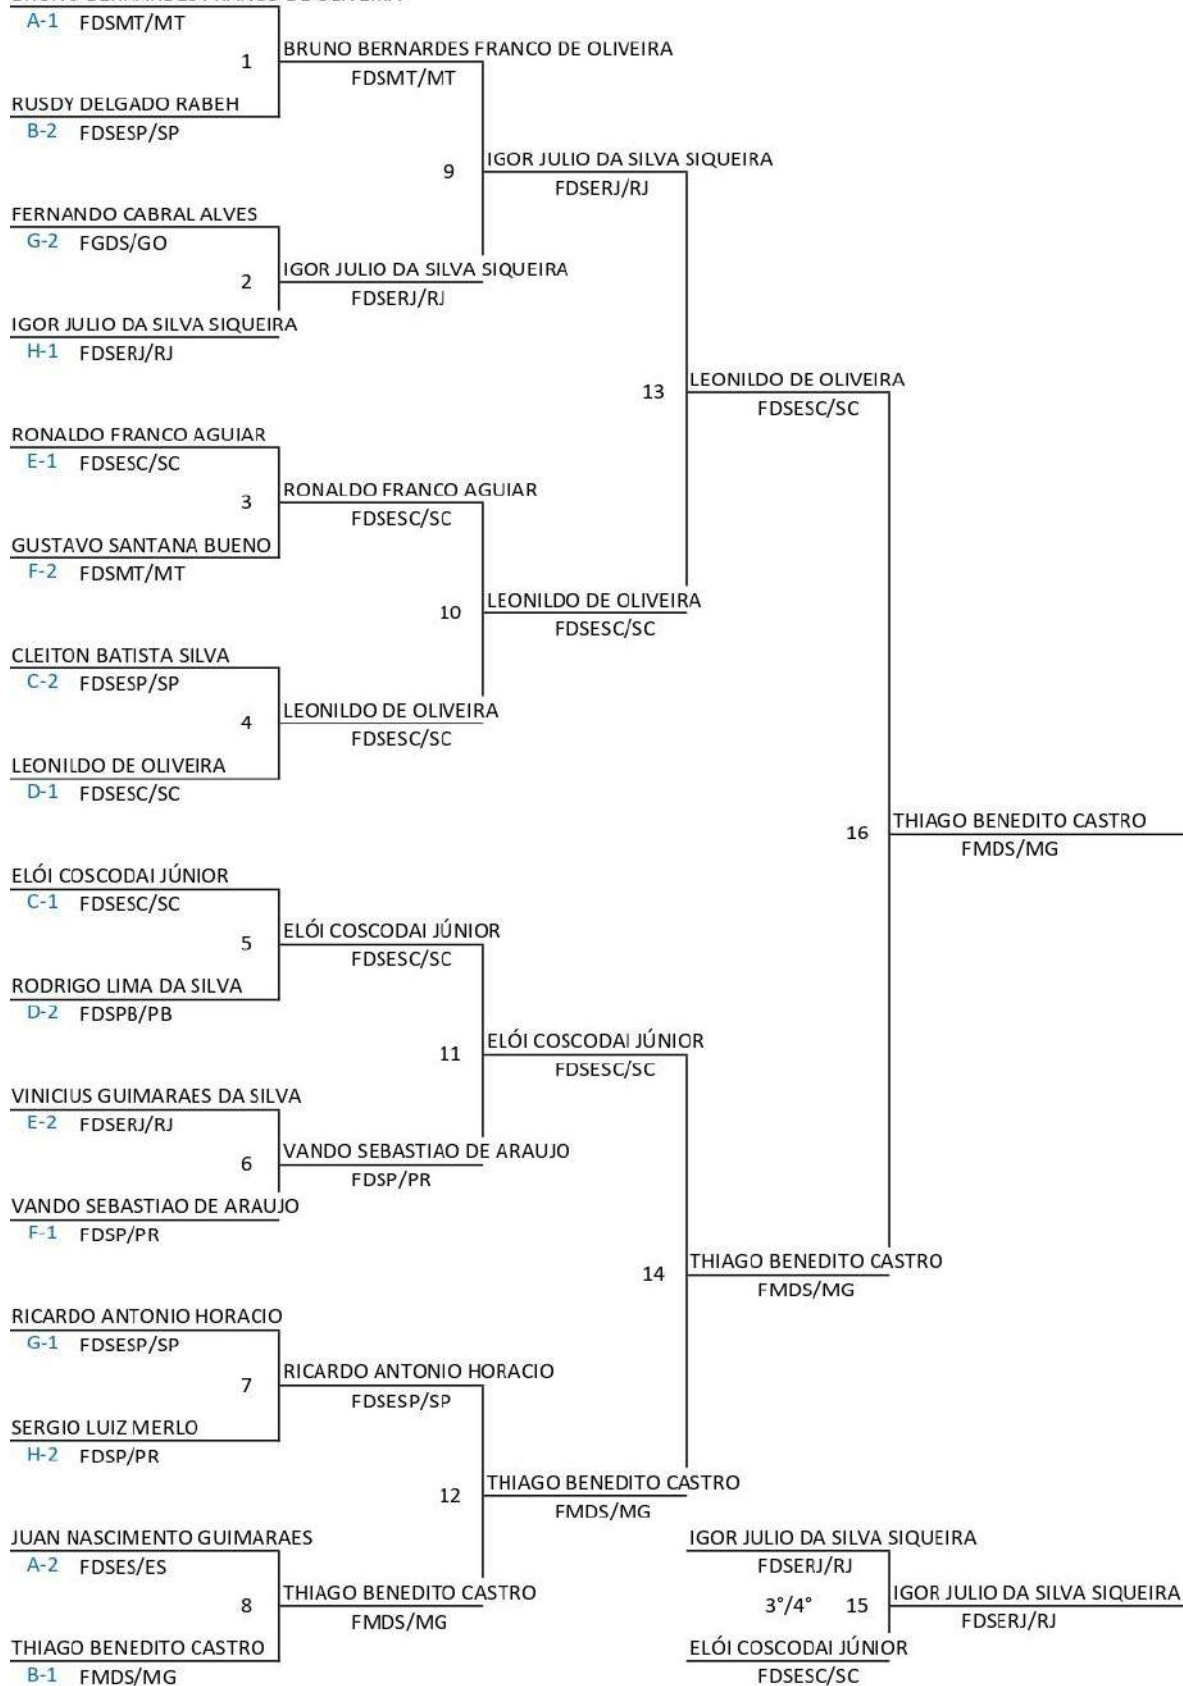 A-1 FDSMT/MT
1
BRUNO BERNARDES FRANCO DE OLIVEIRA
FDSMT/MT
RUSDY DELGADO RABEH
B-2 FDSESP/SP
9
IGOR JULIO DA SILVA SIQUEIRA
FDSERJ/RJ
FERNANDO CABRAL ALVES
G-2 FGDS/GO
2
IGOR JULIO DA SILVA SIQUEIRA
FDSERJ/RJ
IGOR JULIO DA SILVA SIQUEIRA
H-1 FDSERJ/RJ
13
LEONILDO DE OLIVEIRA
FDSESC/SC
RONALDO FRANCO AGUIAR
E-1 FDSESC/SC
3
RONALDO FRANCO AGUIAR
FDSESC/SC
GUSTAVO SANTANA BUENO
F-2 FDSMT/MT
10
LEONILDO DE OLIVEIRA
FDSESC/SC
CLEITON BATISTA SILVA
C-2 FDSESP/SP
4
LEONILDO DE OLIVEIRA
FDSESC/SC
LEONILDO DE OLIVEIRA
D-1 FDSESC/SC
16
THIAGO BENEDITO CASTRO
FMDS/MG
ELÓI COSCODAI JÚNIOR
C-1 FDSESC/SC
5
ELÓI COSCODAI JÚNIOR
FDSESC/SC
RODRIGO LIMA DA SILVA
D-2 FDSPB/PB
11
ELÓI COSCODAI JÚNIOR
FDSESC/SC
VINICIUS GUIMARAES DA SILVA
E-2 FDSERJ/RJ
6
VANDO SEBASTIAO DE ARAUJO
FDSP/PR
VANDO SEBASTIAO DE ARAUJO
F-1 FDSP/PR
14
THIAGO BENEDITO CASTRO
FMDS/MG
RICARDO ANTONIO HORACIO
G-1 FDSESP/SP
7
RICARDO ANTONIO HORACIO
FDSESP/SP
SERGIO LUIZ MERLO
H-2 FDSP/PR
12
THIAGO BENEDITO CASTRO
FMDS/MG
JUAN NASCIMENTO GUIMARAES
A-2 FDSES/ES
8
THIAGO BENEDITO CASTRO
FMDS/MG
THIAGO BENEDITO CASTRO
B-1 FMDS/MG
IGOR JULIO DA SILVA SIQUEIRA
FDSERJ/RJ
3°/4° 15
IGOR JULIO DA SILVA SIQUEIRA
FDSERJ/RJ
ELÓI COSCODAI JÚNIOR
FDSESC/SC